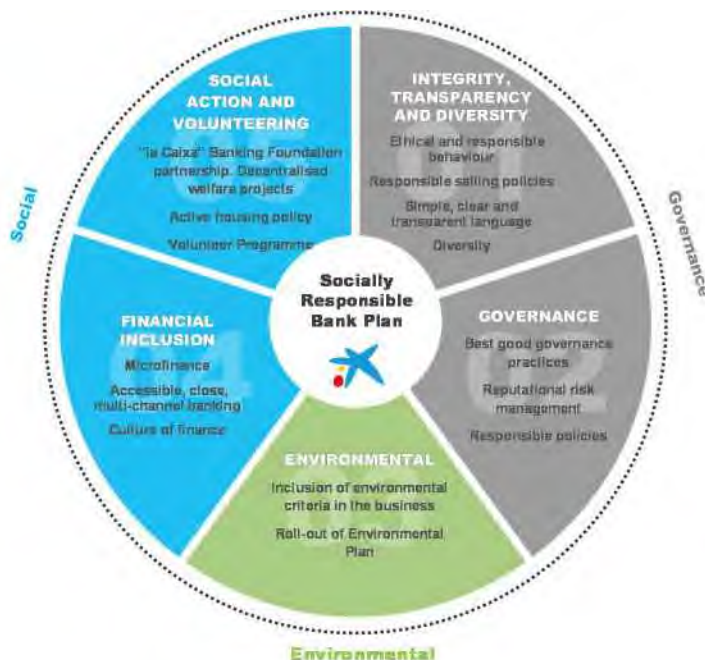 SOCIAL
ACTION AND
VOLUNTEERING
"la Caixa" Banking Foundation
partnership. Decentralised
welfare projects
Active housing policy
Volunteer Programme
INTEGRITY,
TRANSPARENCY
AND DIVERSITY
Ethical and responsible
behaviour
Responsible selling policies
Simple, clear and
transparent language
Diversity
Social
Governance
Socially
Responsible
Bank Plan
FINANCIAL
INCLUSION
Microfinance
Accessible, close,
multi-channel banking
Culture of finance
GOVERNANCE
Best good governance
practices
Reputational risk
management
Responsible policies
ENVIRONMENTAL
Inclusion of environmental
criteria in the business
Roll-out of Environmental
Plan
Environmental